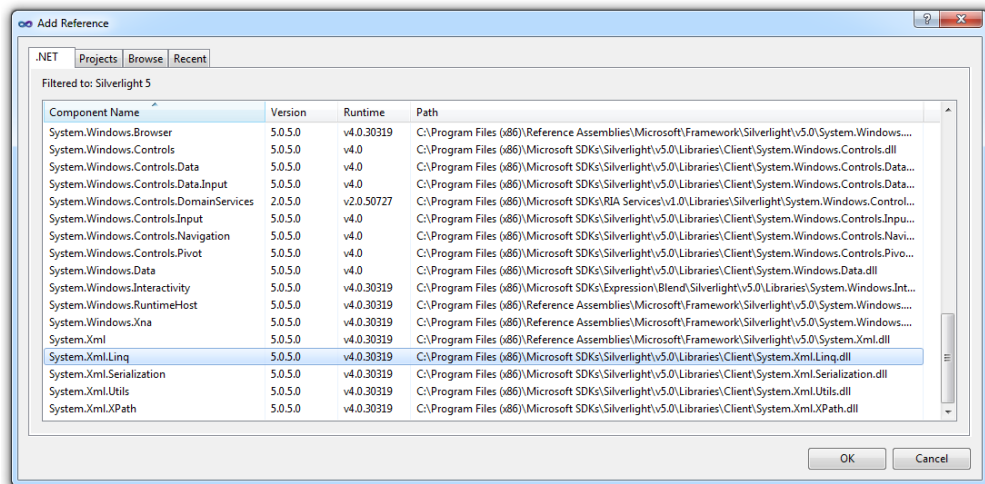 Add Reference
.NET Projects Browse Recent
Filtered to: Silverlight 5
Component Name Version Runtime Path
System.Windows.Browser 5.0.5.0 v4.0.30319 C:\Program Files (x86)\Reference Assemblies\Microsoft\Framework\Silverlight\v5.0\System.Windows....
System.Windows.Controls 5.0.5.0 v4.0 C:\Program Files (x86)\Microsoft SDKs\Silverlight\v5.0\Libraries\Client\System.Windows.Controls.dll
System.Windows.Controls.Data 5.0.5.0 v4.0 C:\Program Files (x86)\Microsoft SDKs\Silverlight\v5.0\Libraries\Client\System.Windows.Controls.Data...
System.Windows.Controls.Data.Input 5.0.5.0 v4.0 C:\Program Files (x86)\Microsoft SDKs\Silverlight\v5.0\Libraries\Client\System.Windows.Controls.Data...
System.Windows.Controls.DomainServices 2.0.5.0 v2.0.50727 C:\Program Files (x86)\Microsoft SDKs\RIA Services\v1.0\Libraries\Silverlight\System.Windows.Control...
System.Windows.Controls.Input 5.0.5.0 v4.0 C:\Program Files (x86)\Microsoft SDKs\Silverlight\v5.0\Libraries\Client\System.Windows.Controls.Inpu...
System.Windows.Controls.Navigation 5.0.5.0 v4.0 C:\Program Files (x86)\Microsoft SDKs\Silverlight\v5.0\Libraries\Client\System.Windows.Controls.Navi...
System.Windows.Controls.Pivot 5.0.5.0 v4.0 C:\Program Files (x86)\Microsoft SDKs\Silverlight\v5.0\Libraries\Client\System.Windows.Controls.Pivo...
System.Windows.Data 5.0.5.0 v4.0 C:\Program Files (x86)\Microsoft SDKs\Silverlight\v5.0\Libraries\Client\System.Windows.Data.dll
System.Windows.Interactivity 5.0.5.0 v4.0.30319 C:\Program Files (x86)\Microsoft SDKs\Expression\Blend\Silverlight\v5.0\Libraries\System.Windows.Int...
System.Windows.RuntimeHost 5.0.5.0 v4.0.30319 C:\Program Files (x86)\Reference Assemblies\Microsoft\Framework\Silverlight\v5.0\System.Windows....
System.Windows.Xna 5.0.5.0 v4.0.30319 C:\Program Files (x86)\Reference Assemblies\Microsoft\Framework\Silverlight\v5.0\System.Windows....
System.Xml 5.0.5.0 v4.0.30319 C:\Program Files (x86)\Reference Assemblies\Microsoft\Framework\Silverlight\v5.0\System.Xml.dll
System.Xml.Linq 5.0.5.0 v4.0.30319 C:\Program Files (x86)\Microsoft SDKs\Silverlight\v5.0\Libraries\Client\System.Xml.Linq.dll
System.Xml.Serialization 5.0.5.0 v4.0.30319 C:\Program Files (x86)\Microsoft SDKs\Silverlight\v5.0\Libraries\Client\System.Xml.Serialization.dll
System.Xml.Utils 5.0.5.0 v4.0.30319 C:\Program Files (x86)\Microsoft SDKs\Silverlight\v5.0\Libraries\Client\System.Xml.Utils.dll
System.Xml.XPath 5.0.5.0 v4.0.30319 C:\Program Files (x86)\Microsoft SDKs\Silverlight\v5.0\Libraries\Client\System.Xml.XPath.dll
OK Cancel